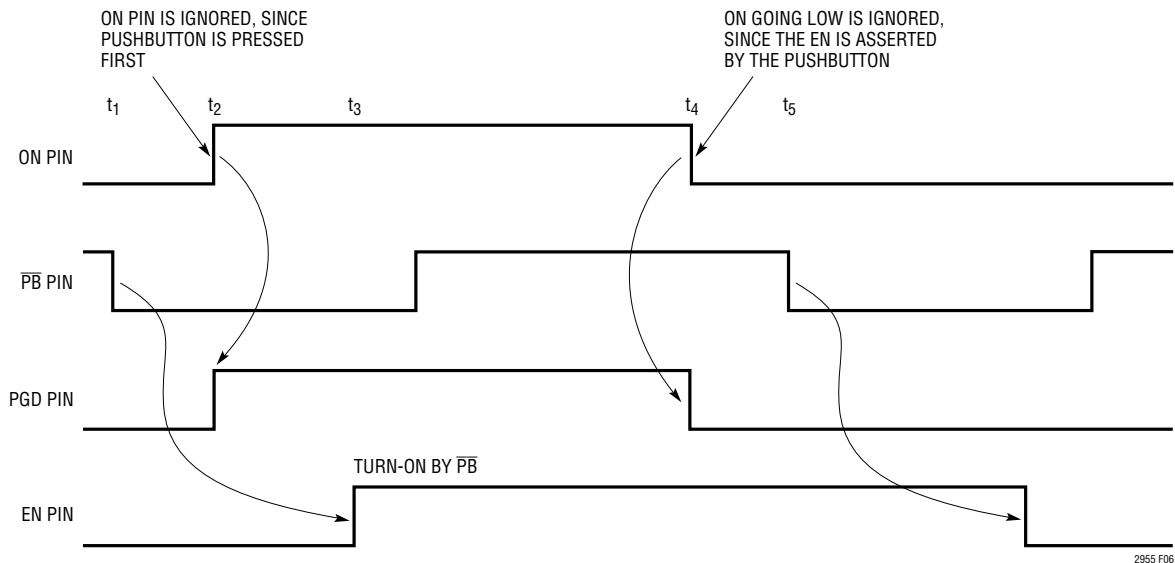 ON PIN IS IGNORED, SINCE
PUSHBUTTON IS PRESSED
FIRST
ON GOING LOW IS IGNORED,
SINCE THE EN IS ASSERTED
BY THE PUSHBUTTON
t1 t2 t3 t4 t5
ON PIN
P̅B̅ PIN
PGD PIN
TURN-ON BY P̅B̅
EN PIN
2955 F06